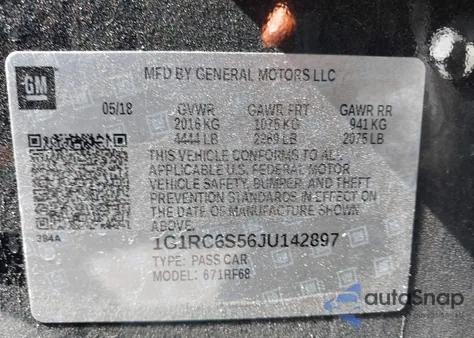 GM
MFD BY GENERAL MOTORS LLC
05/18 GVWR GAWR FRT GAWR RR
2016 KG 1075 KG 941 KG
4444 LB 2369 LB 2075 LB
THIS VEHICLE CONFORMS TO ALL
APPLICABLE U.S. FEDERAL MOTOR
VEHICLE SAFETY, BUMPER, AND THEFT
PREVENTION STANDARDS IN EFFECT ON
THE DATE OF MANUFACTURE SHOWN
ABOVE.
394A
1G1RC6S56JU142897
TYPE: PASS CAR
MODEL: 671RF68
autoSnap